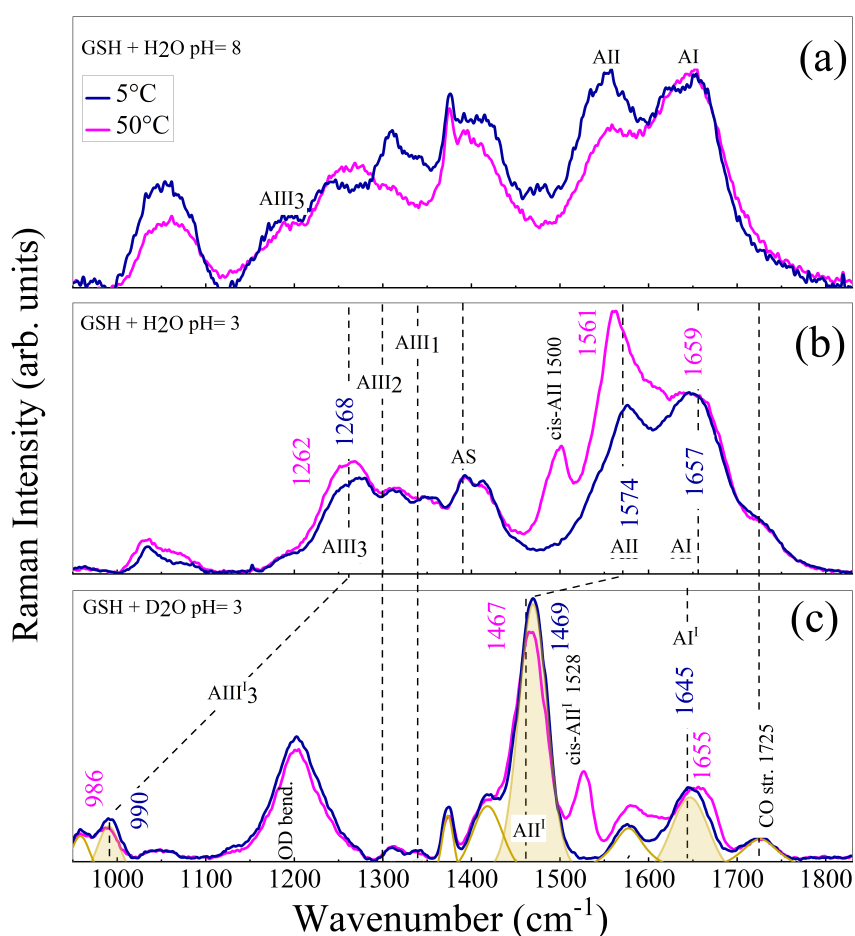 GSH + H2O pH= 8
5°C
50°C
AIII3
AII
AI
(a)
GSH + H2O pH= 3
1262
1268
AIII3
AIII2
AIII1
AS
cis-AII 1500
1561
1574
AII
1659
1657
AI
(b)
GSH + D2O pH= 3
986
990
AIIII3
OD bend.
1467
1469
AIII
cis-AIII 1528
AII
1645
1655
CO str. 1725
(c)
1000 1100 1200 1300 1400 1500 1600 1700 1800
Wavenumber (cm-1)
Raman Intensity (arb. units)